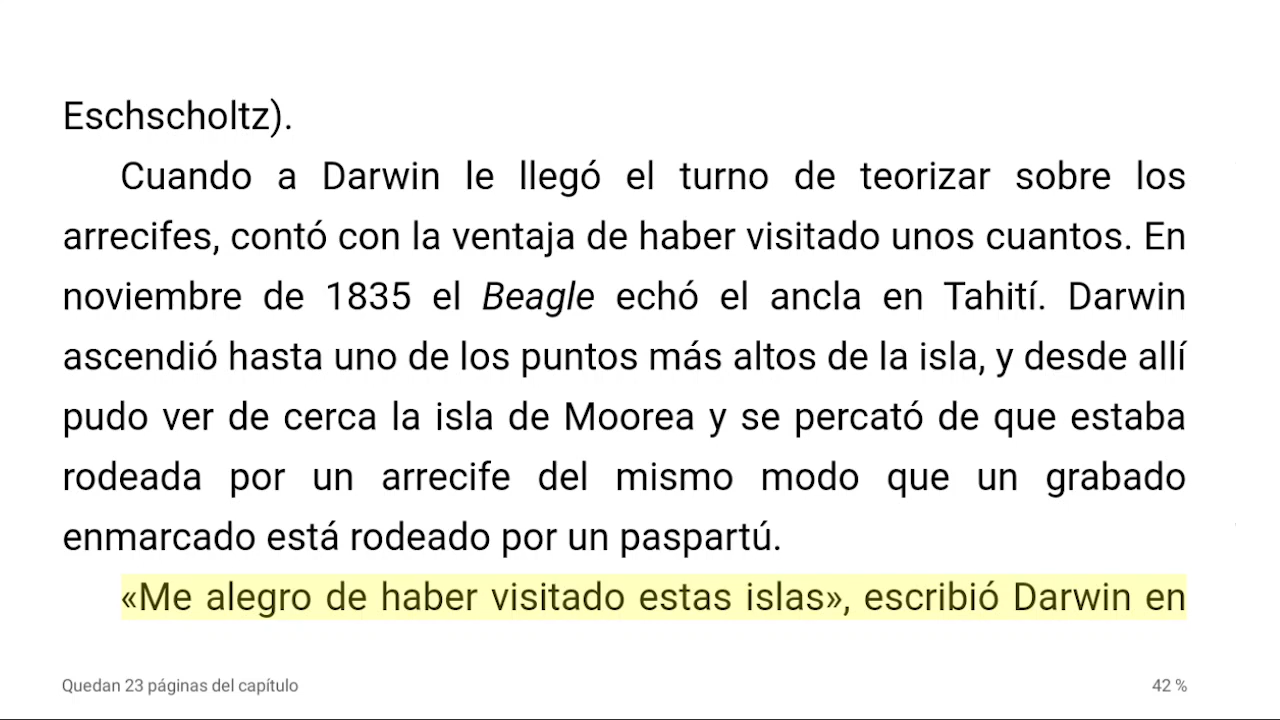 Eschscholtz).
Cuando a Darwin le llegó el turno de teorizar sobre los
arrecifes, contó con la ventaja de haber visitado unos cuantos. En
noviembre de 1835 el Beagle echó el ancla en Tahití. Darwin
ascendió hasta uno de los puntos más altos de la isla, y desde allí
pudo ver de cerca la isla de Moorea y se percató de que estaba
rodeada por un arrecife del mismo modo que un grabado
enmarcado está rodeado por un paspartú.
«Me alegro de haber visitado estas islas», escribió Darwin en
Quedan 23 páginas del capítulo
42 %